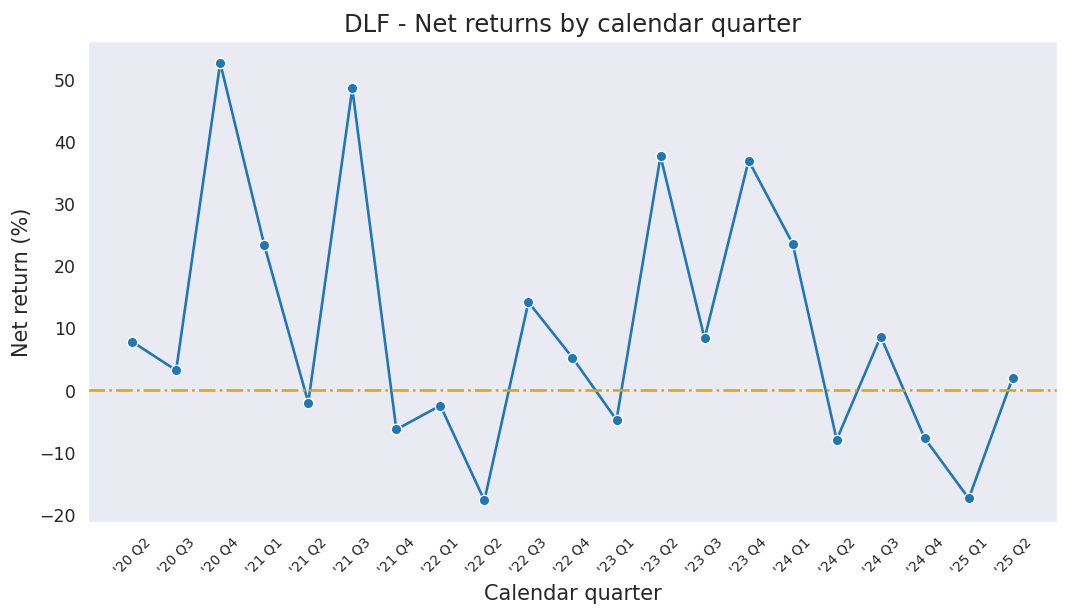 DLF - Net returns by calendar quarter
Net return (%)
50
40
30
20
10
0
−10
−20
'20 Q2
'20 Q3
'20 Q4
'21 Q1
'21 Q2
'21 Q3
'21 Q4
'22 Q1
'22 Q2
'22 Q3
'22 Q4
'23 Q1
'23 Q2
'23 Q3
'23 Q4
'24 Q1
'24 Q2
'24 Q3
'24 Q4
'25 Q1
'25 Q2
Calendar quarter